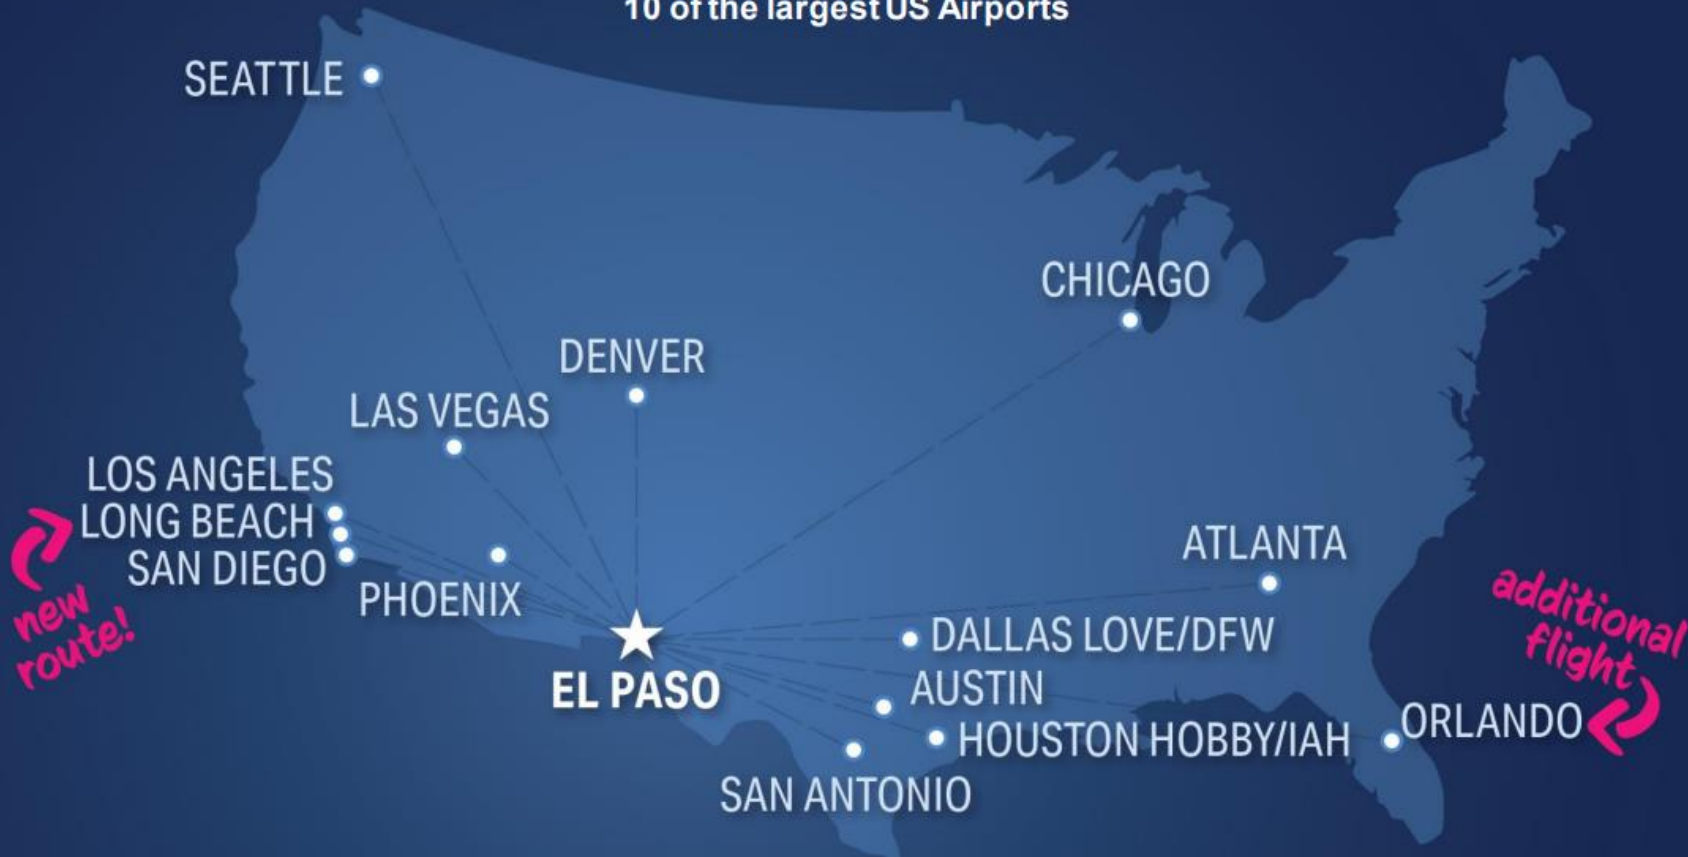 10 of the largest US Airports
SEATTLE
CHICAGO
DENVER
LAS VEGAS
LOS ANGELES
LONG BEACH
SAN DIEGO
new
route!
PHOENIX
EL PASO
ATLANTA
DALLAS LOVE/DFW
AUSTIN
HOUSTON HOBBY/IAH
SAN ANTONIO
additional
flight
ORLANDO